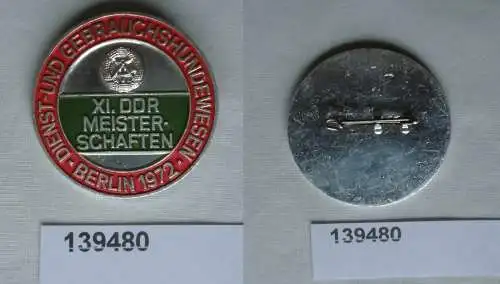 DIENST- UND GEBRAUCHSHUNDEWESEN
XI. DDR
MEISTER-
SCHAFTEN
• BERLIN 1972 •
139480
139480